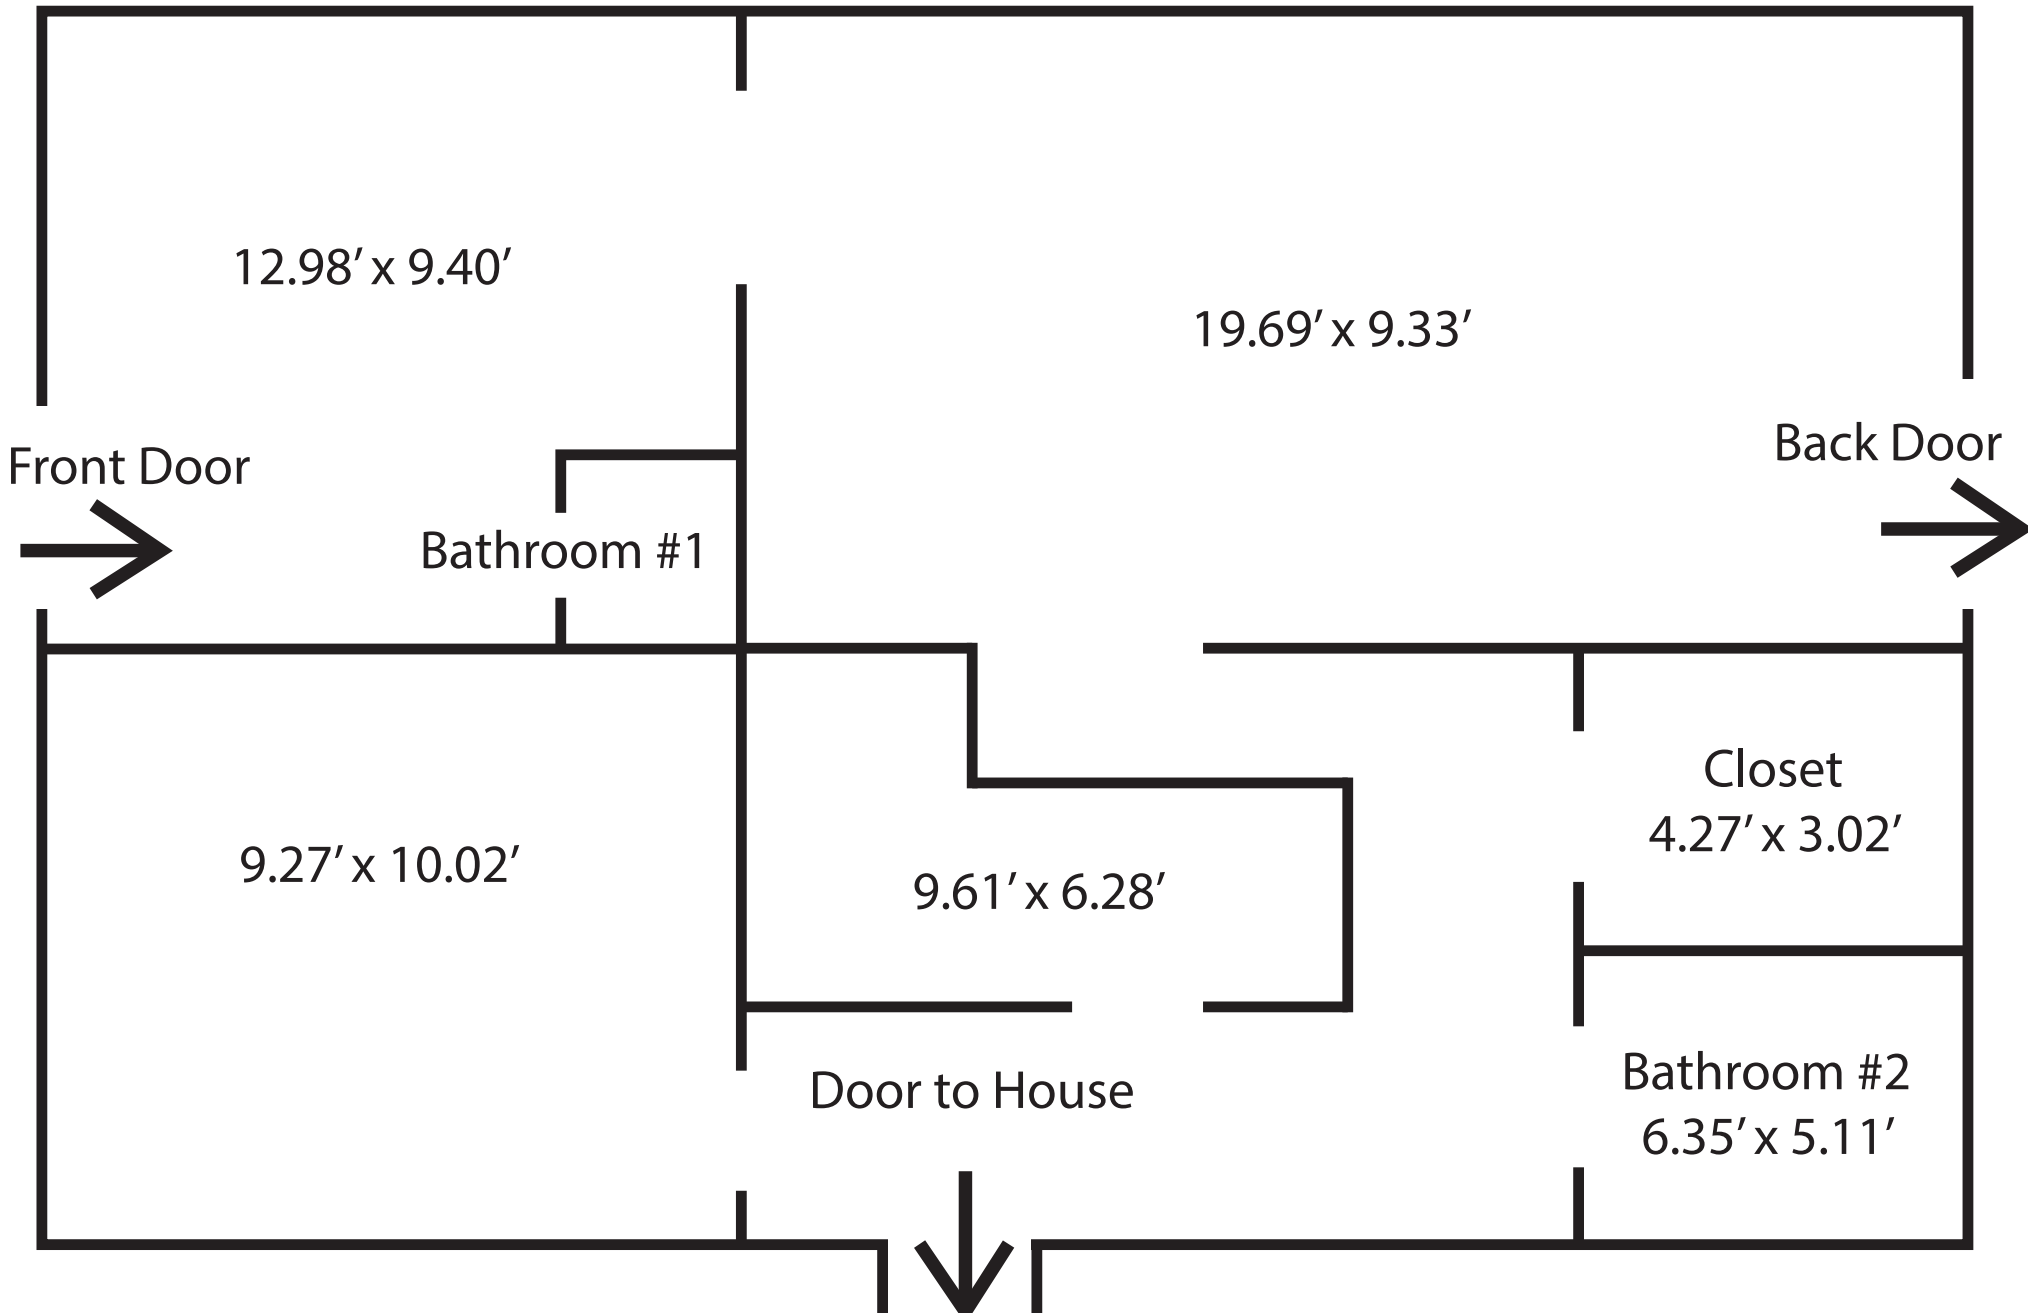 12.98’ x 9.40’
19.69’ x 9.33’
Front Door
Back Door
Bathroom #1
Closet
4.27’ x 3.02’
9.27’ x 10.02’
9.61’ x 6.28’
Door to House
Bathroom #2
6.35’ x 5.11’